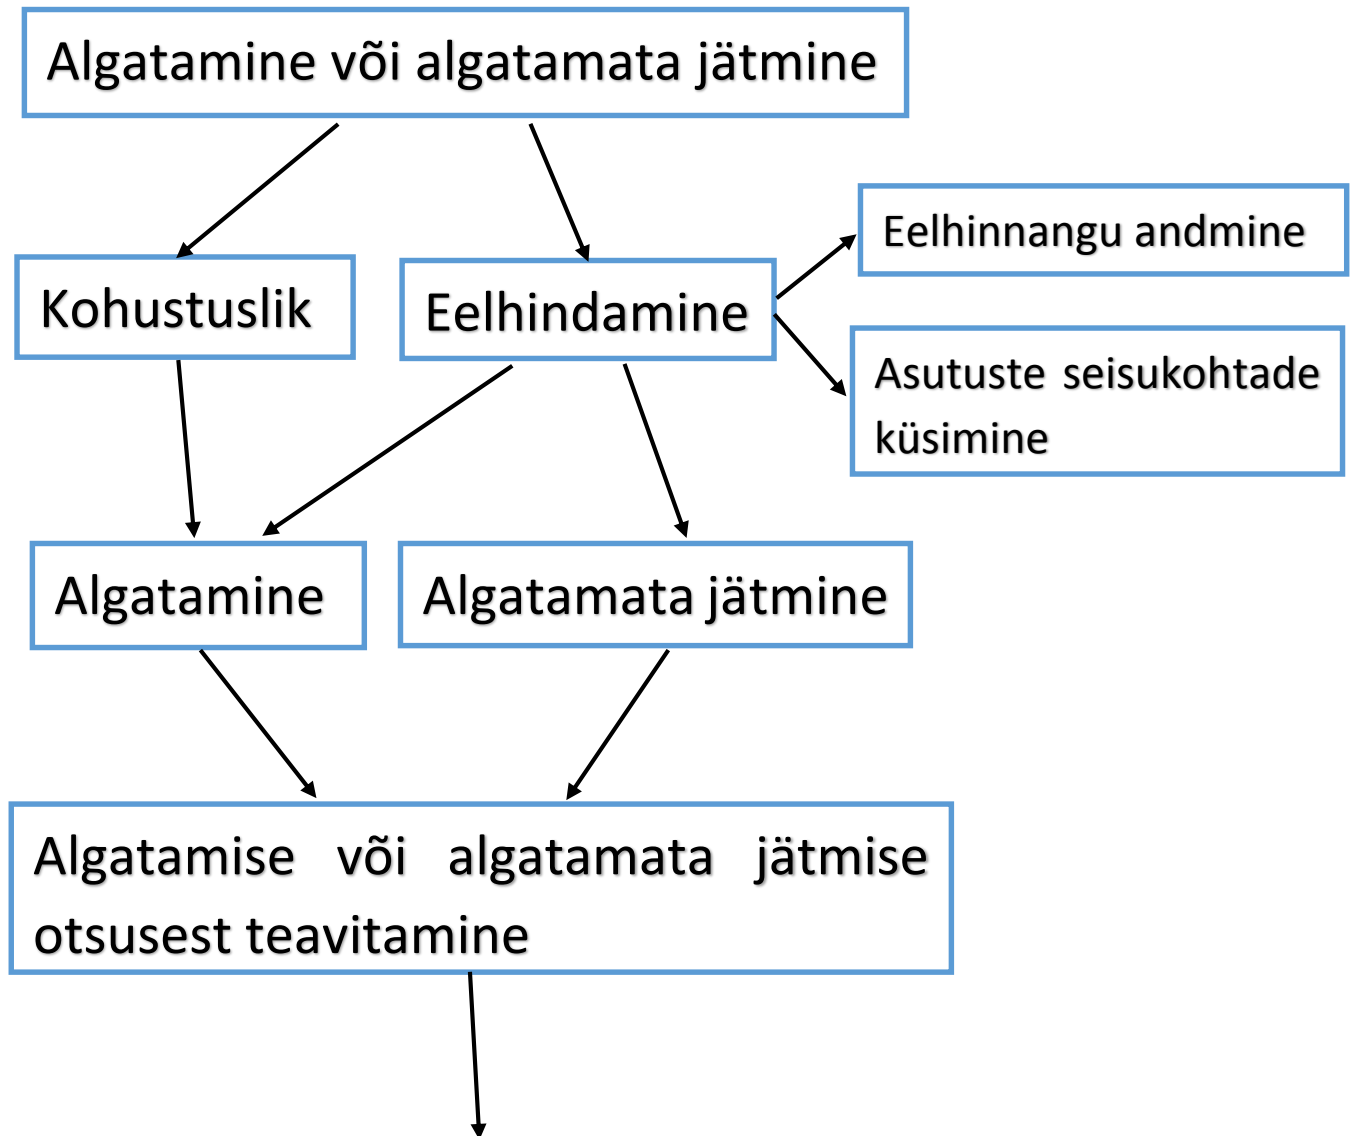 Algatamine või algatamata jätmine
Eelhinnangu andmine
Kohustuslik
Eelhindamine
Asutuste seisukohtade
küsimine
Algatamine
Algatamata jätmine
Algatamise või algatamata jätmise
otsusest teavitamine